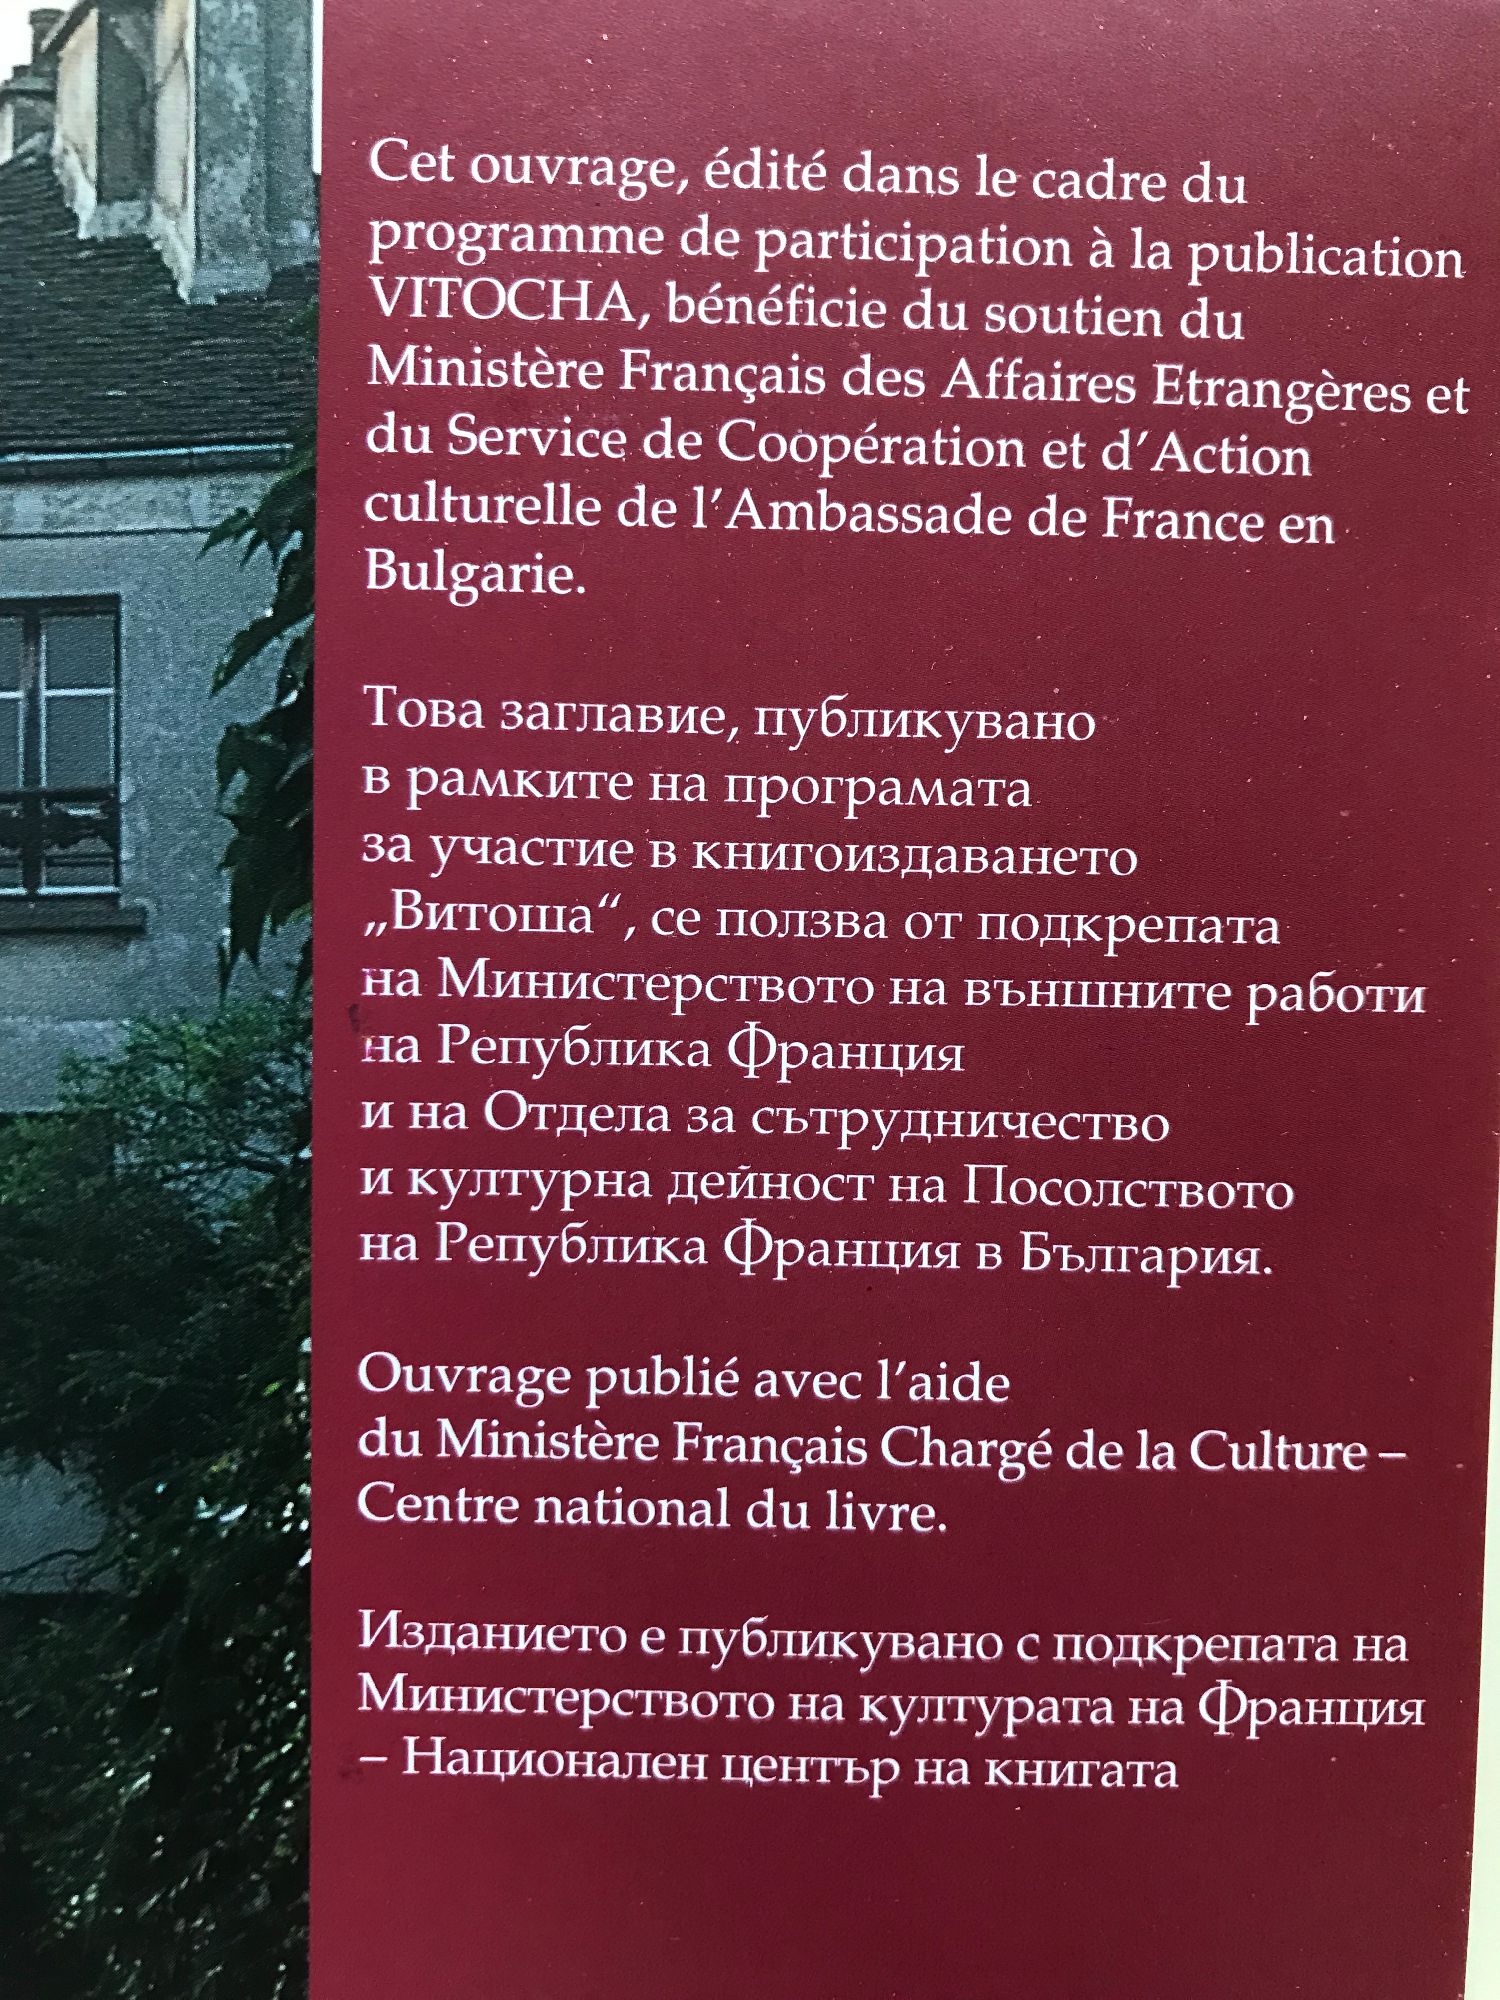 Cet ouvrage, édité dans le cadre du
programme de participation à la publication
VITOCHA, bénéficie du soutien du
Ministère Français des Affaires Etrangères et
du Service de Coopération et d’Action
culturelle de l’Ambassade de France en
Bulgarie.
Това заглавие, публикувано
в рамките на програмата
за участие в книгоиздаването
„Витоша“, се ползва от подкрепата
на Министерството на външните работи
на Република Франция
и на Отдела за сътрудничество
и културна дейност на Посолството
на Република Франция в България.
Ouvrage publié avec l’aide
du Ministère Français Chargé de la Culture –
Centre national du livre.
Изданието е публикувано с подкрепата на
Министерството на културата на Франция
– Национален център на книгата